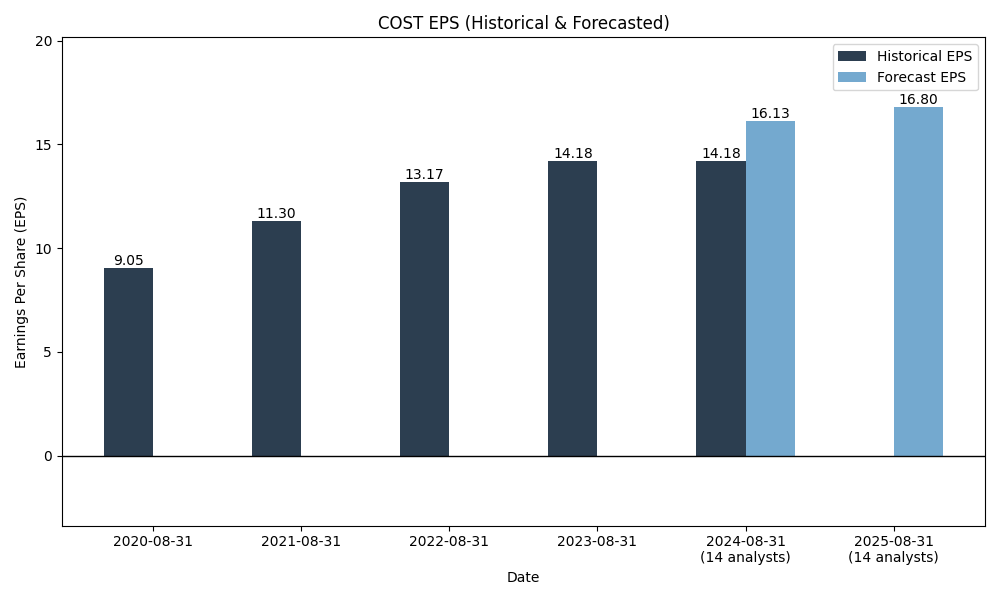 COST EPS (Historical & Forecasted)
20
15
10
5
0
Earnings Per Share (EPS)
Historical EPS
Forecast EPS
9.05
11.30
13.17
14.18
14.18
16.13
16.80
2020-08-31
2021-08-31
2022-08-31
2023-08-31
2024-08-31
(14 analysts)
2025-08-31
(14 analysts)
Date